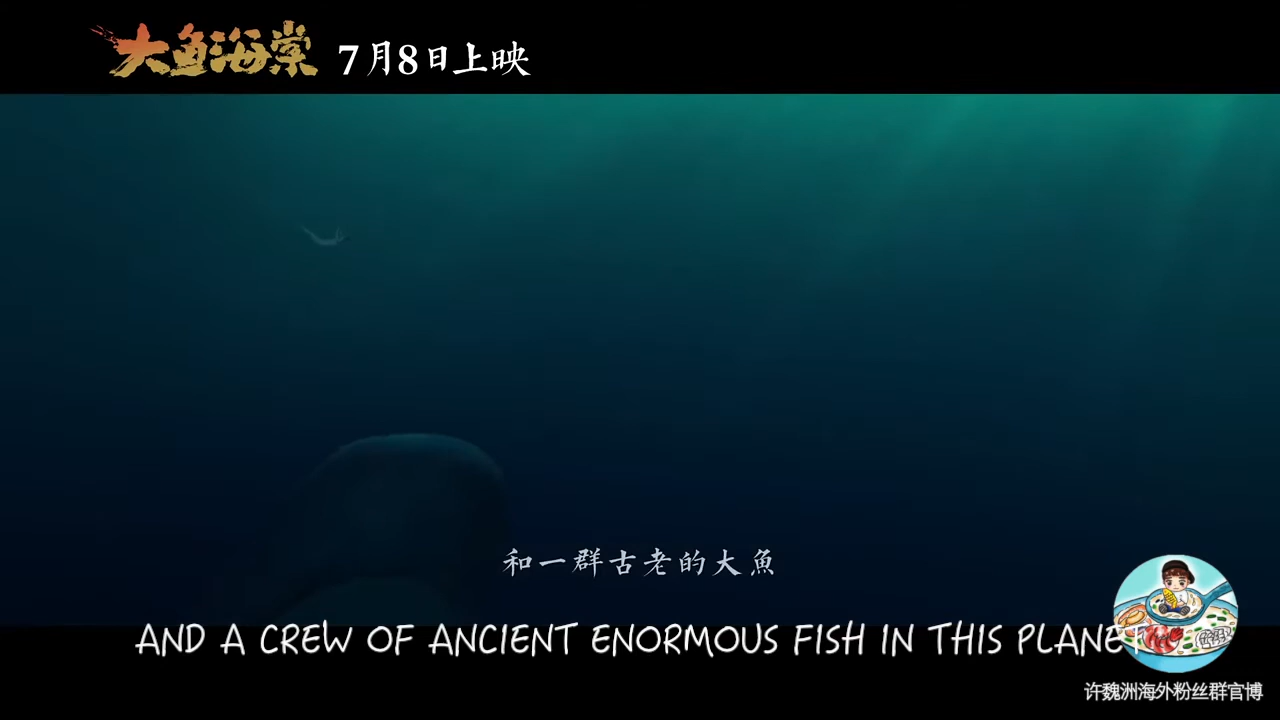 大鱼海棠
7月8日上映
和一群古老的大魚
AND A CREW OF ANCIENT ENORMOUS FISH IN THIS PLANET
许魏洲海外粉丝群官博